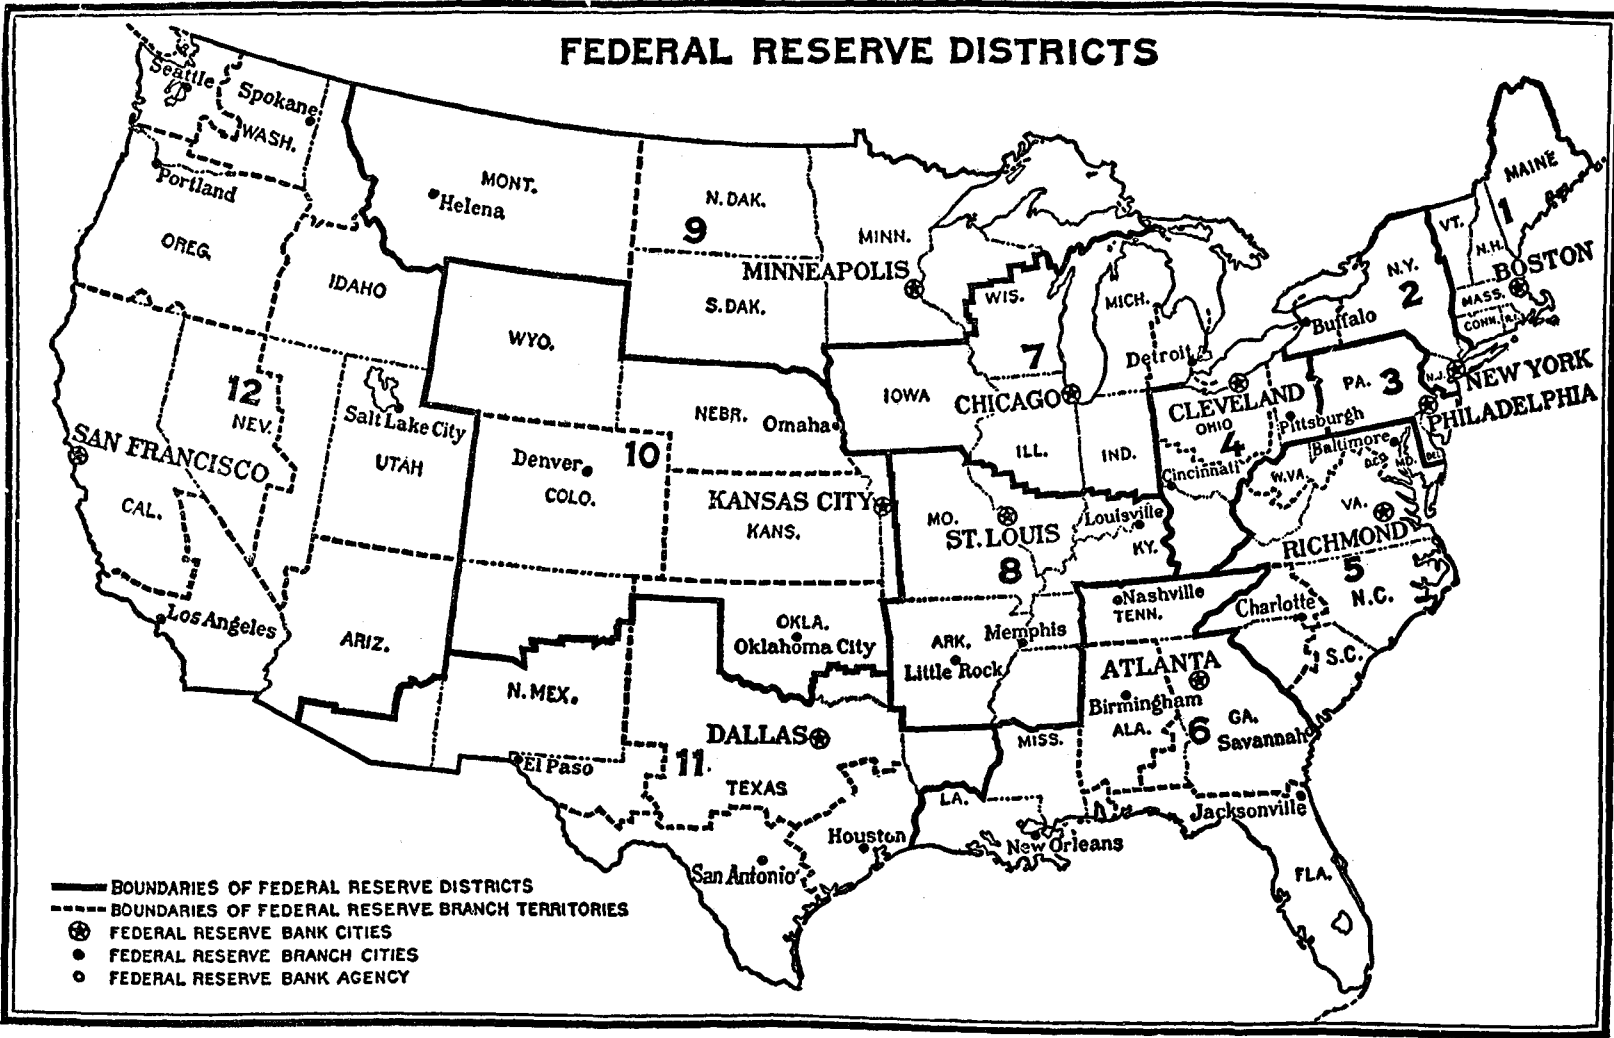 FEDERAL RESERVE DISTRICTS
Seattle
Spokane
WASH.
Portland
OREG.
IDAHO
MONT.
Helena
N. DAK.
9
MINN.
MINNEAPOLIS
S. DAK.
WYO.
WIS.
MICH.
7
Detroit
MAINE
1
VT.
N.H.
BOSTON
MASS.
CONN.
R.I.
N.Y.
2
Buffalo
NEW YORK
N.J.
PA.
3
PHILADELPHIA
Pittsburgh
CLEVELAND
OHIO
4
Cincinnati
Baltimore
D.C.
MD.
DEL.
W.VA.
VA.
RICHMOND
5
N.C.
Charlotte
S.C.
IOWA
CHICAGO
ILL.
IND.
12
NEV.
Salt Lake City
UTAH
SAN FRANCISCO
CAL.
Los Angeles
ARIZ.
NEBR.
Omaha
10
Denver
COLO.
KANSAS CITY
KANS.
MO.
ST. LOUIS
8
Louisville
KY.
Nashville
TENN.
Memphis
ARK.
Little Rock
OKLA.
Oklahoma City
N. MEX.
El Paso
DALLAS
11
TEXAS
Houston
San Antonio
LA.
New Orleans
MISS.
ATLANTA
Birmingham
ALA.
6
GA.
Savannah
Jacksonville
FLA.
BOUNDARIES OF FEDERAL RESERVE DISTRICTS
BOUNDARIES OF FEDERAL RESERVE BRANCH TERRITORIES
FEDERAL RESERVE BANK CITIES
FEDERAL RESERVE BRANCH CITIES
FEDERAL RESERVE BANK AGENCY